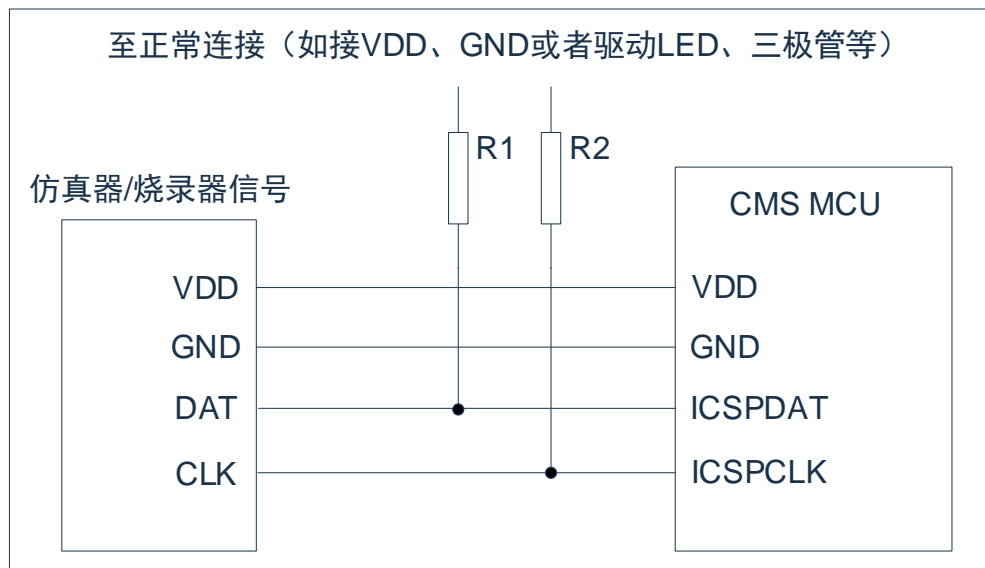 至正常连接（如接VDD、GND或者驱动LED、三极管等）
R1
R2
仿真器/烧录器信号
CMS MCU
VDD
VDD
GND
GND
DAT
ICSPDAT
CLK
ICSPCLK